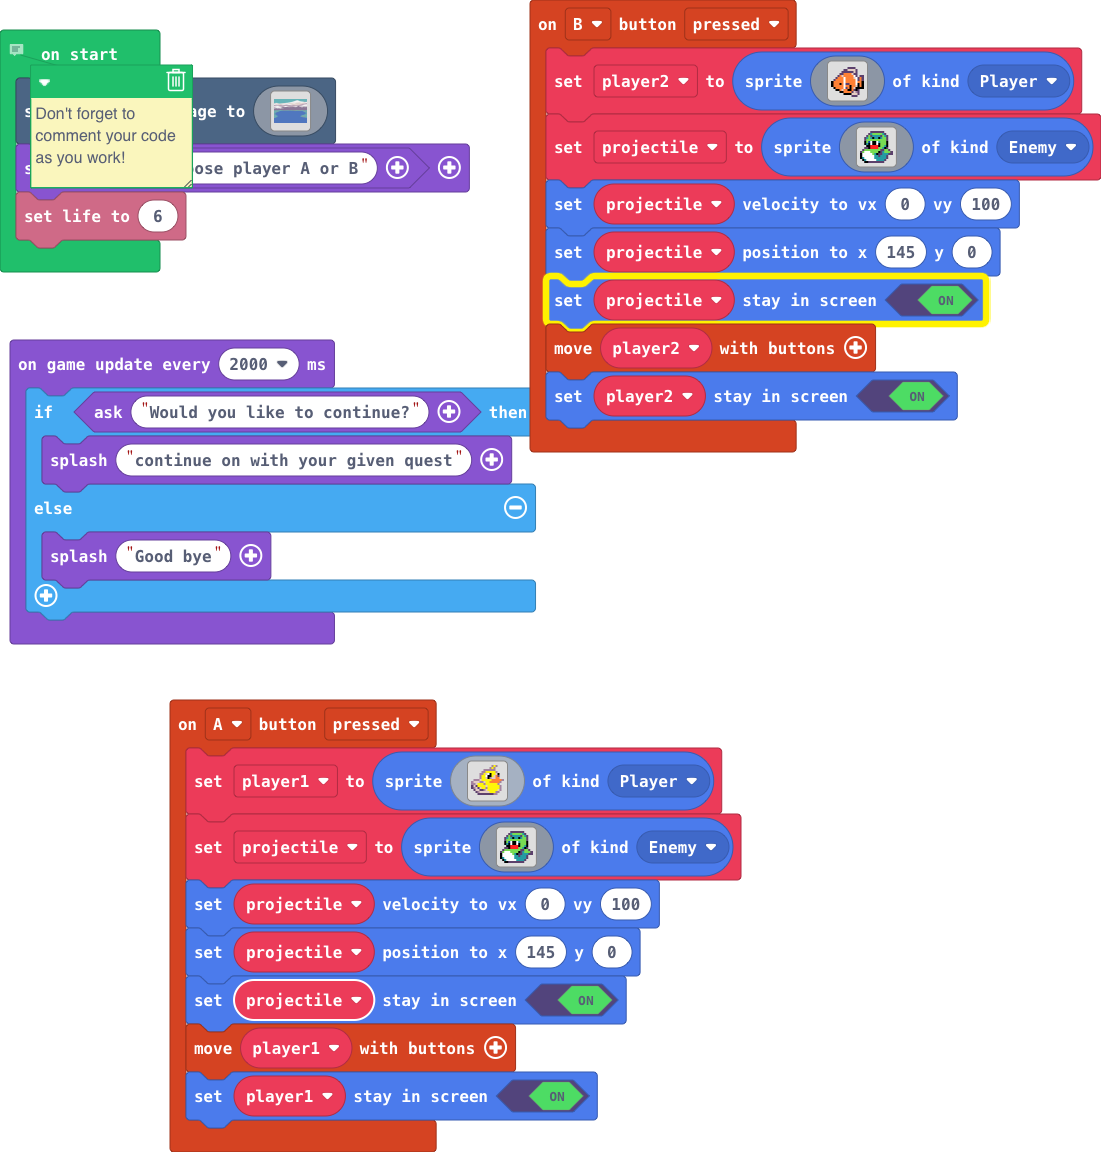 on start
Don't forget to
comment your code
as you work!
age to
ose player A or B"
set life to 6
on game update every 2000 ms
if ask "Would you like to continue?" then
splash "continue on with your given quest"
else
splash "Good bye"
on B button pressed
set player2 to sprite of kind Player
set projectile to sprite of kind Enemy
set projectile velocity to vx 0 vy 100
set projectile position to x 145 y 0
set projectile stay in screen ON
move player2 with buttons
set player2 stay in screen ON
on A button pressed
set player1 to sprite of kind Player
set projectile to sprite of kind Enemy
set projectile velocity to vx 0 vy 100
set projectile position to x 145 y 0
set projectile stay in screen ON
move player1 with buttons
set player1 stay in screen ON